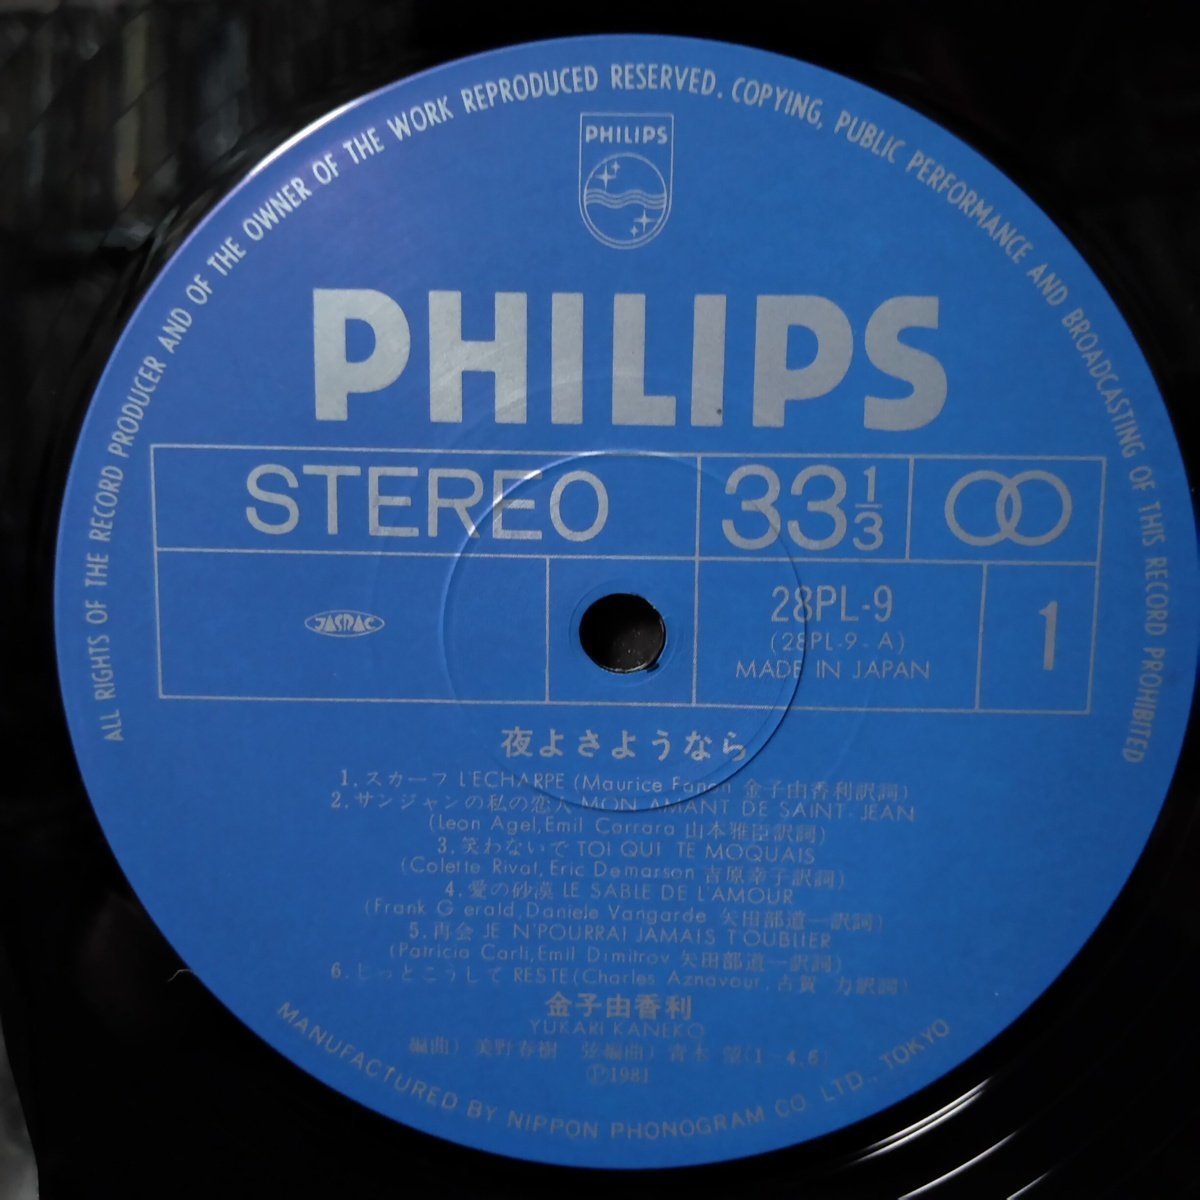 ALL RIGHTS OF THE RECORD PRODUCER AND OF THE OWNER OF THE WORK REPRODUCED RESERVED. COPYING, PUBLIC PERFORMANCE AND BROADCASTING OF THIS RECORD PROHIBITED
PHILIPS
PHILIPS
STEREO 33 1/3
JASRAC 28PL-9 1
(28PL-9-A)
MADE IN JAPAN
夜よさようなら
1.スカーフ L'ECHARPE (Maurice Fanon 金子由香利訳詞)
2.サンジャンの私の恋人 MON AMANT DE SAINT-JEAN
(Leon Agel,Emil Carrara 山本雅臣訳詞)
3.笑わないで TOI QUI TE MOQUAIS
(Colette Rivat,Eric Demarson 吉原幸子訳詞)
4.愛の砂漠 LE SABLE DE L'AMOUR
(Frank Gerald,Daniele Vangarde 矢田部道一訳詞)
5.再会 JE N'POURRAI JAMAIS T'OUBLIER
(Patricia Carli,Emil Dimitrov 矢田部道一訳詞)
6.じっとこうして RESTE(Charles Aznavour,古賀 力訳詞)
金子由香利
YUKARI KANEKO
編曲)美野春樹 弦編曲)青木 望(1-4,6)
Ⓟ1981
MANUFACTURED BY NIPPON PHONOGRAM CO. LTD., TOKYO